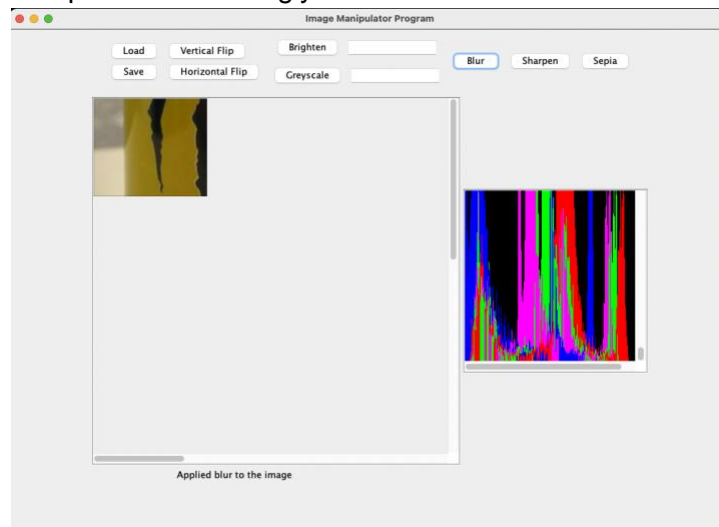 Image Manipulator Program
Load Vertical Flip Brighten
Save Horizontal Flip Greyscale
Blur Sharpen Sepia
Applied blur to the image